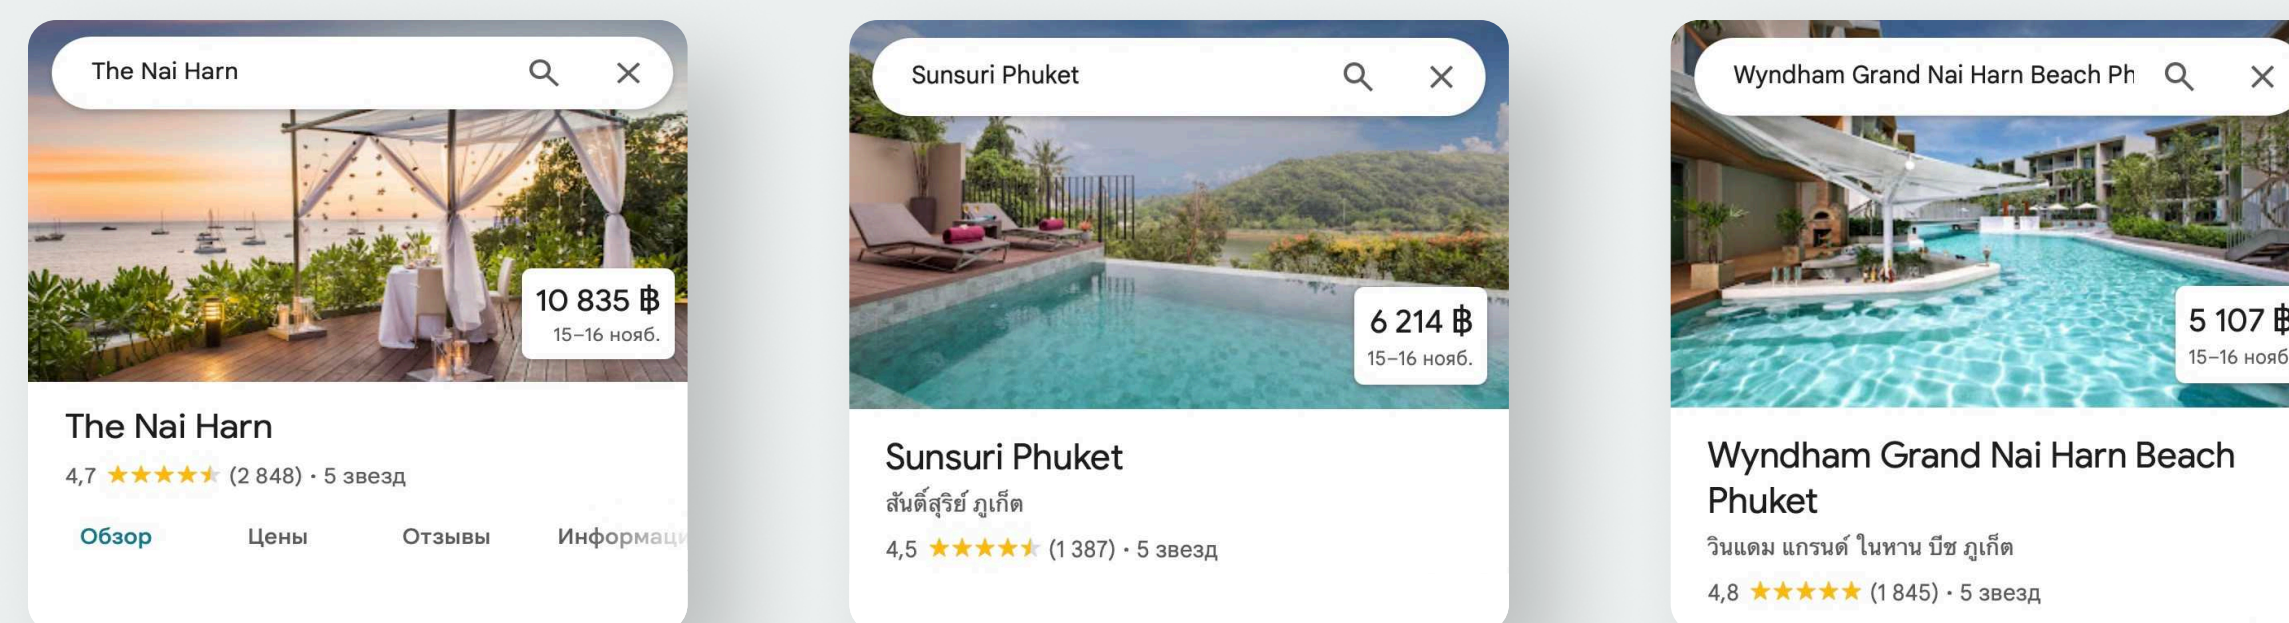 The Nai Harn
10 835 ฿
15–16 нояб.
The Nai Harn
4,7 (2 848) · 5 звезд
Обзор Цены Отзывы Информаци
Sunsuri Phuket
6 214 ฿
15–16 нояб.
Sunsuri Phuket
สันติ์สุริย์ ภูเก็ต
4,5 (1 387) · 5 звезд
Wyndham Grand Nai Harn Beach Ph
5 107 ฿
15–16 нояб
Wyndham Grand Nai Harn Beach
Phuket
วินแดม แกรนด์ ในหาน บีช ภูเก็ต
4,8 (1 845) · 5 звезд